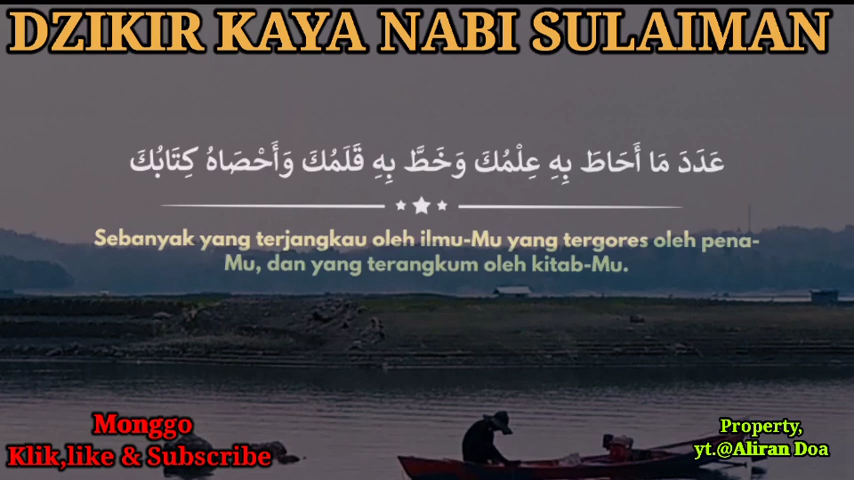 DZIKIR KAYA NABI SULAIMAN
عَدَدَ مَا أَحَاطَ بِهِ عِلْمُكَ وَخَطَّ بِهِ قَلَمُكَ وَأَحْصَاهُ كِتَابُكَ
Sebanyak yang terjangkau oleh ilmu-Mu yang tergores oleh pena-
Mu, dan yang terangkum oleh kitab-Mu.
Monggo
Klik,like & Subscribe
Property,
yt.@Aliran Doa